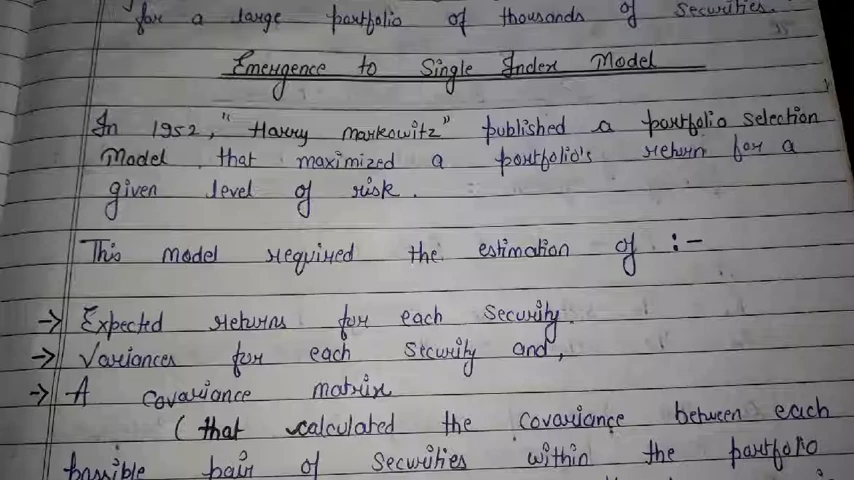 for a large portfolio of thousands of securities.
Emergence to Single Index Model
In 1952, "Harry markowitz" published a portfolio selection
Model that maximized a portfolio's return for a
given level of risk.
This model required the estimation of :-
→ Expected returns for each Security.
→ Variances for each Security and,
→ A covariance matrix
( that calculated the covariance between each
possible pair of Securities within the portfolio